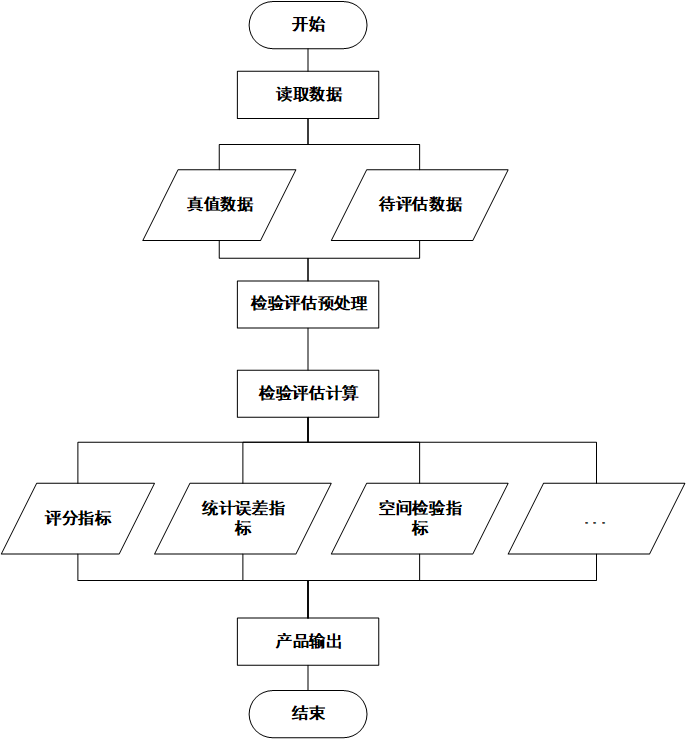 开始
读取数据
真值数据
待评估数据
检验评估预处理
检验评估计算
评分指标
统计误差指
标
空间检验指
标
...
产品输出
结束